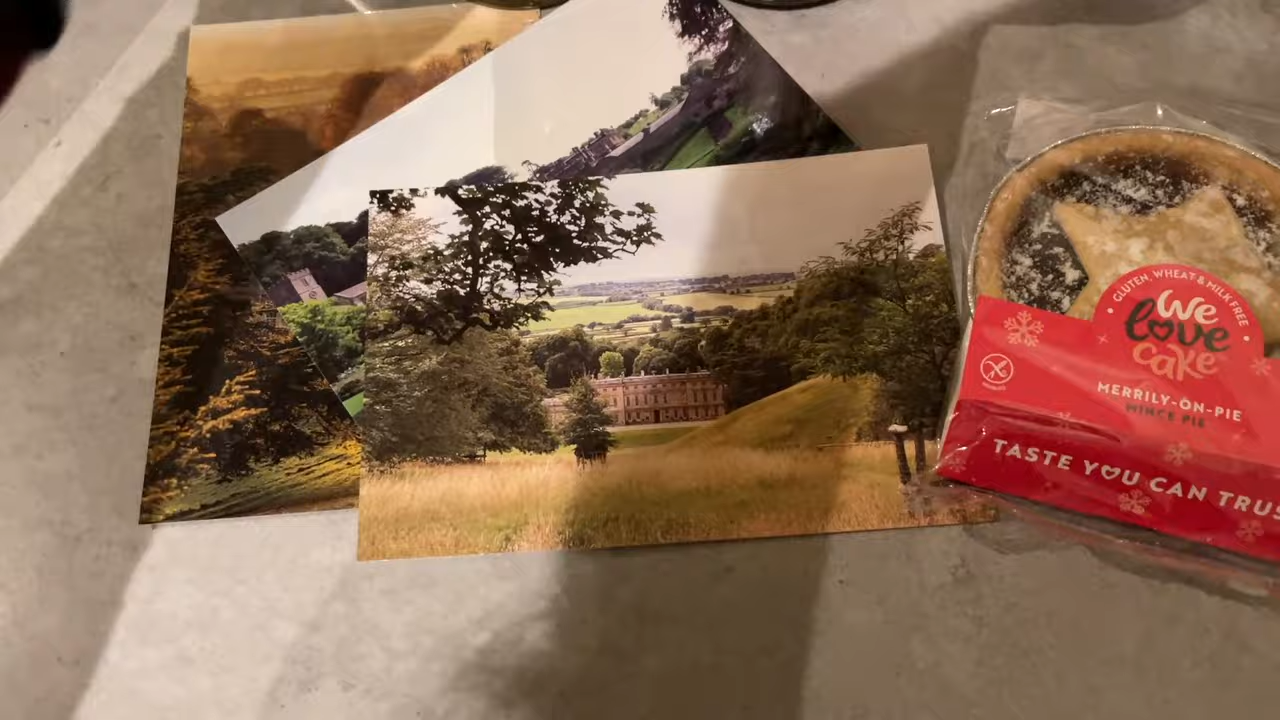 GLUTEN, WHEAT & MILK FREE
We
love
cake
MERRILY-ON-PIE
MINCE PIE
TASTE YOU CAN TRUS